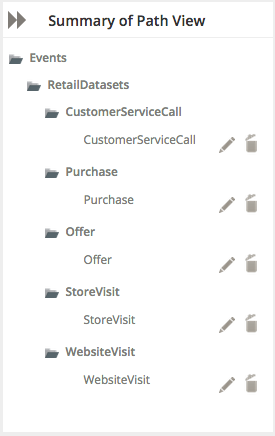 Summary of Path View
Events
RetailDatasets
CustomerServiceCall
CustomerServiceCall
Purchase
Purchase
Offer
Offer
StoreVisit
StoreVisit
WebsiteVisit
WebsiteVisit